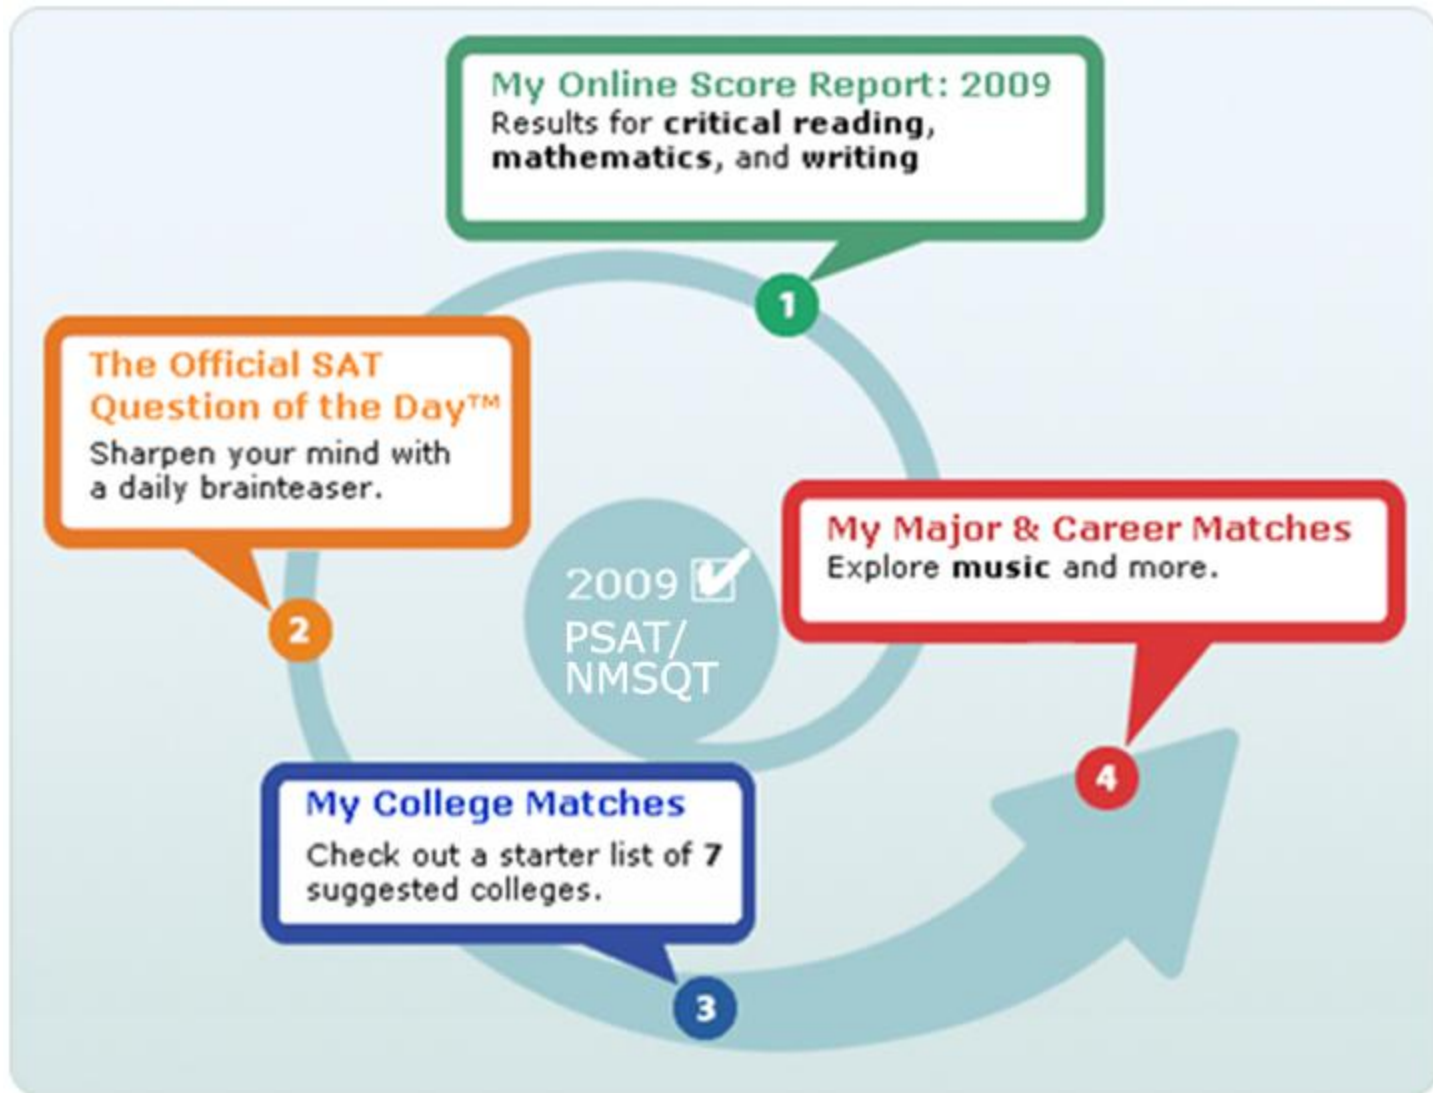 My Online Score Report: 2009
Results for critical reading,
mathematics, and writing
1
The Official SAT
Question of the Day™
Sharpen your mind with
a daily brainteaser.
2
My College Matches
Check out a starter list of 7
suggested colleges.
3
My Major & Career Matches
Explore music and more.
4
2009
PSAT/
NMSQT